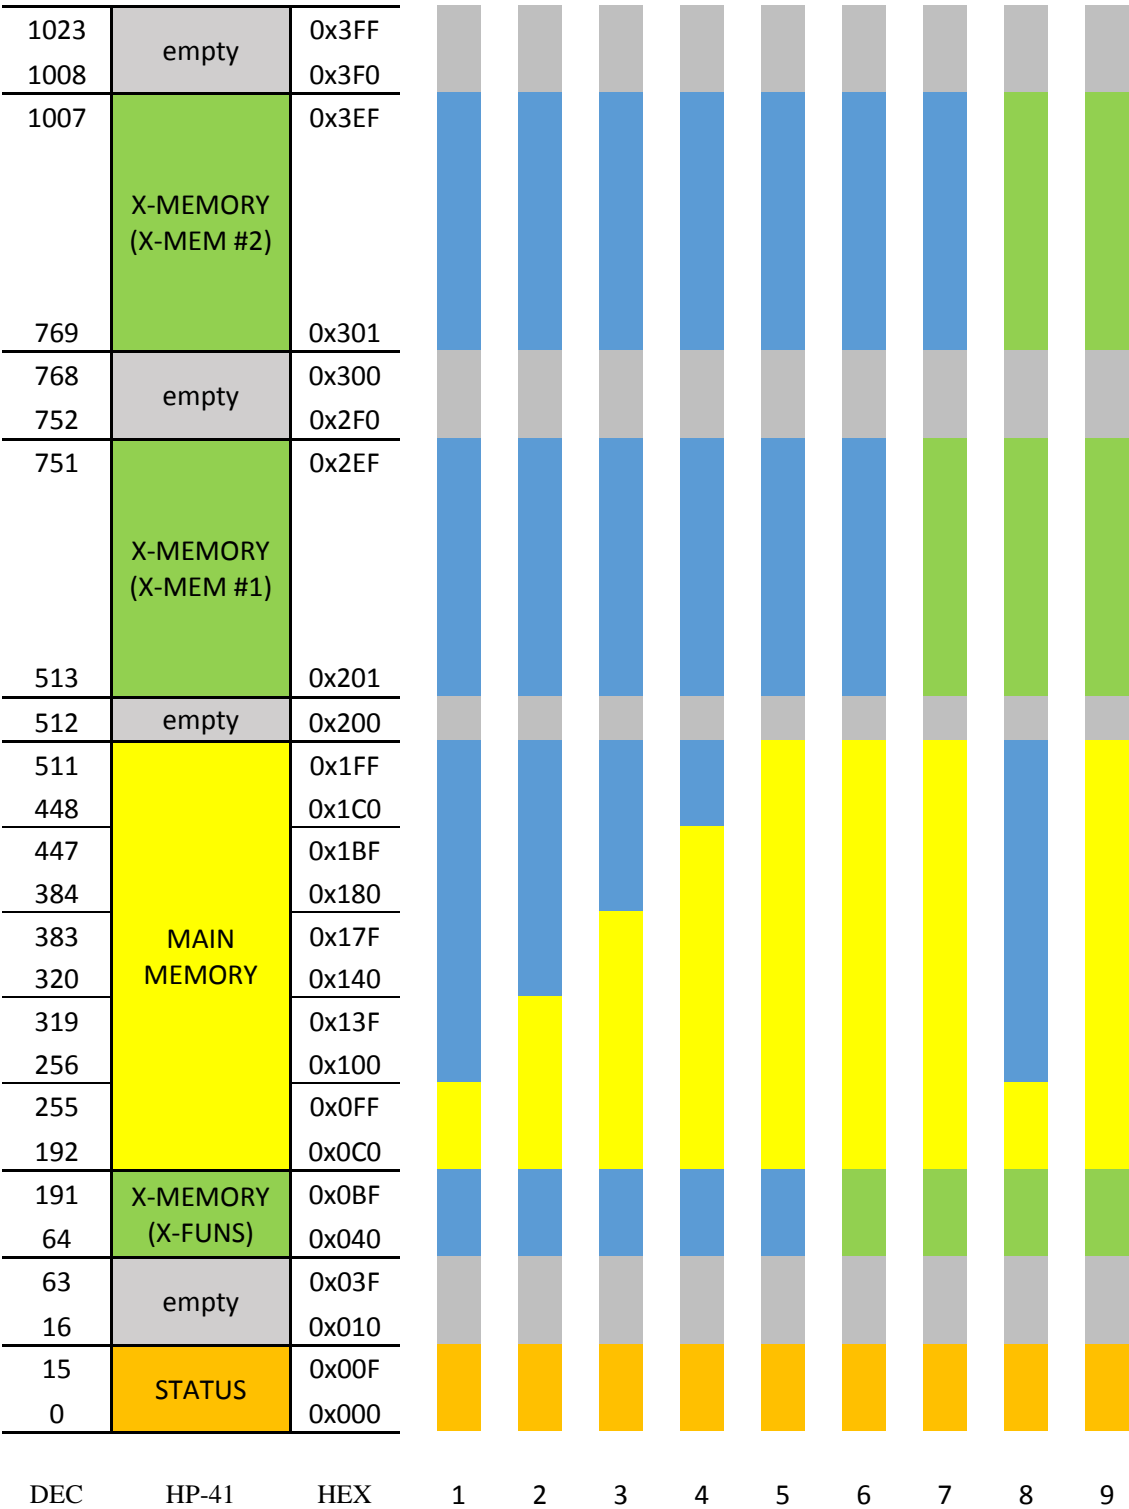 1023 empty 0x3FF
1008 0x3F0
1007 0x3EF
X-MEMORY
(X-MEM #2)
769 0x301
768 empty 0x300
752 0x2F0
751 0x2EF
X-MEMORY
(X-MEM #1)
513 0x201
512 empty 0x200
511 0x1FF
448 0x1C0
447 0x1BF
384 0x180
383 MAIN 0x17F
320 MEMORY 0x140
319 0x13F
256 0x100
255 0x0FF
192 0x0C0
191 X-MEMORY 0x0BF
64 (X-FUNS) 0x040
63 empty 0x03F
16 0x010
15 STATUS 0x00F
0 0x000
DEC HP-41 HEX 1 2 3 4 5 6 7 8 9